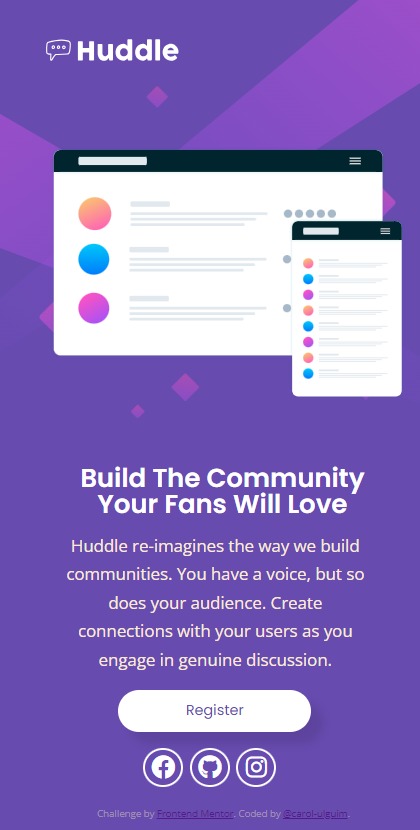 Huddle
Build The Community
Your Fans Will Love
Huddle re-imagines the way we build
communities. You have a voice, but so
does your audience. Create
connections with your users as you
engage in genuine discussion.
Register
Challenge by Frontend Mentor. Coded by @carol-ulguim.